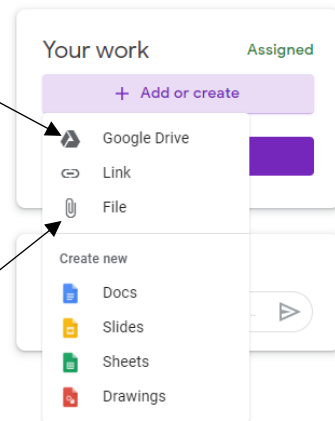 Your work Assigned
+ Add or create
Google Drive
Link
File
Create new
Docs
Slides
Sheets
Drawings